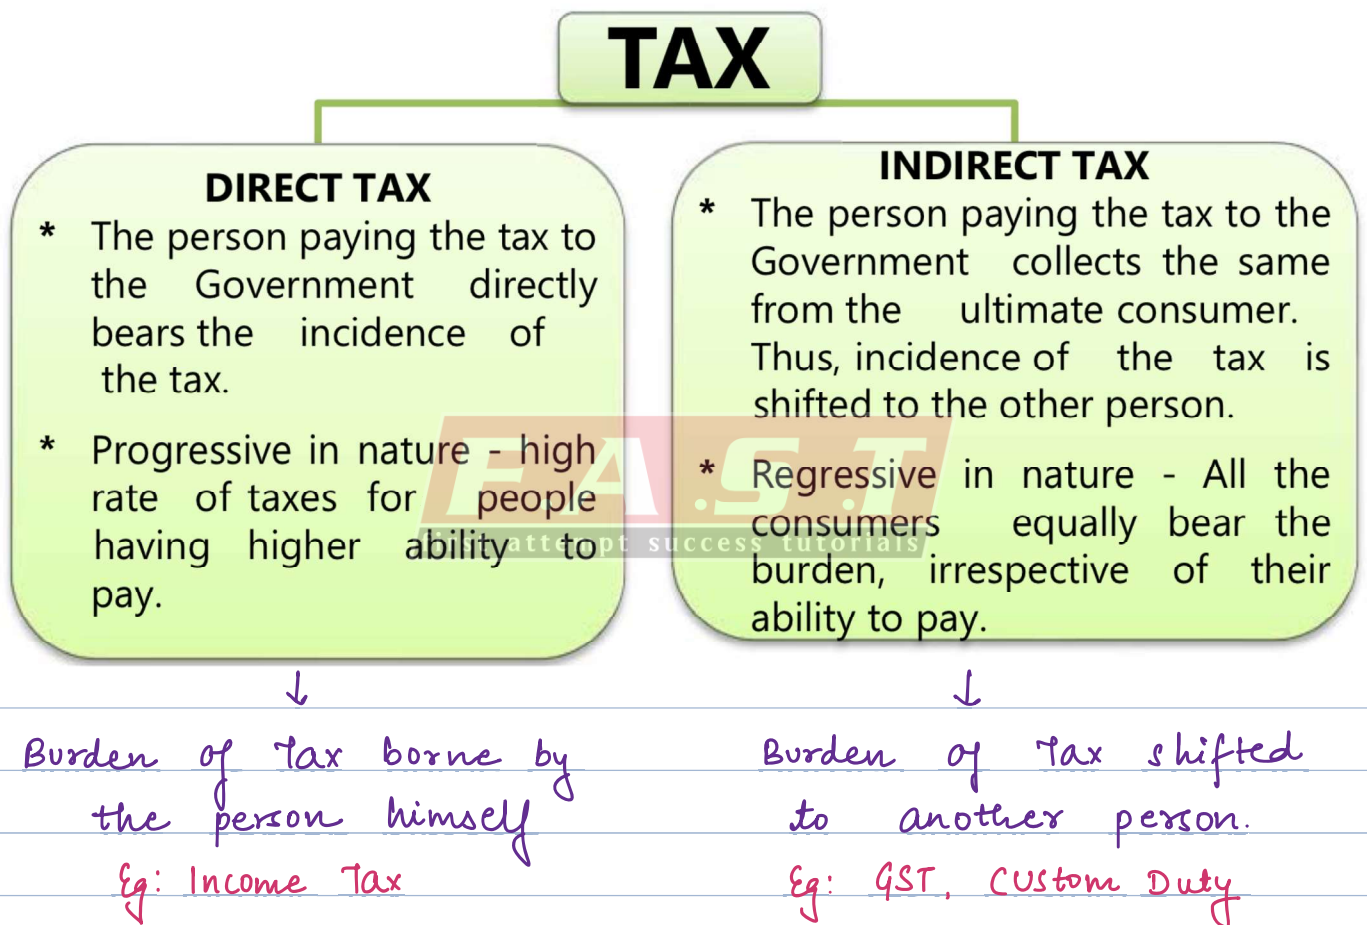 TAX
DIRECT TAX
* The person paying the tax to
the Government directly
bears the incidence of
the tax.
* Progressive in nature - high
rate of taxes for people
having higher ability to
pay.
INDIRECT TAX
* The person paying the tax to the
Government collects the same
from the ultimate consumer.
Thus, incidence of the tax is
shifted to the other person.
* Regressive in nature - All the
consumers equally bear the
burden, irrespective of their
ability to pay.
F.A.S.T
first attempt success tutorials
↓
Burden of Tax borne by
the person himself
Eg: Income Tax
↓
Burden of Tax shifted
to another person.
Eg: GST, Custom Duty